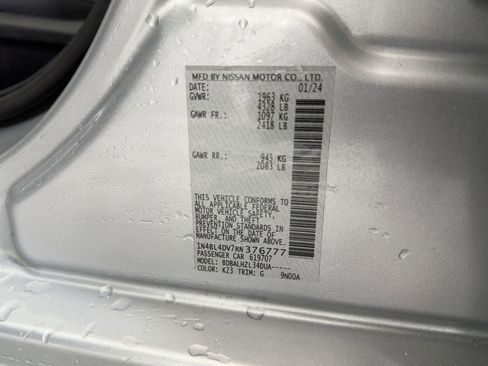 MFD BY NISSAN MOTOR CO., LTD.
DATE: 01/24
GVWR: 1963 KG
4328 LB
GAWR FR.: 1097 KG
2418 LB
GAWR RR.: 945 KG
2083 LB
THIS VEHICLE CONFORMS TO
ALL APPLICABLE FEDERAL
MOTOR VEHICLE SAFETY,
BUMPER, AND THEFT
PREVENTION STANDARDS IN
EFFECT ON THE DATE OF
MANUFACTURE SHOWN ABOVE.
1N4BL4DV7RN376777
PASSENGER CAR 619707
MODEL: BDBALHZL34DUA-----
COLOR: K23 TRIM: G 9N00A